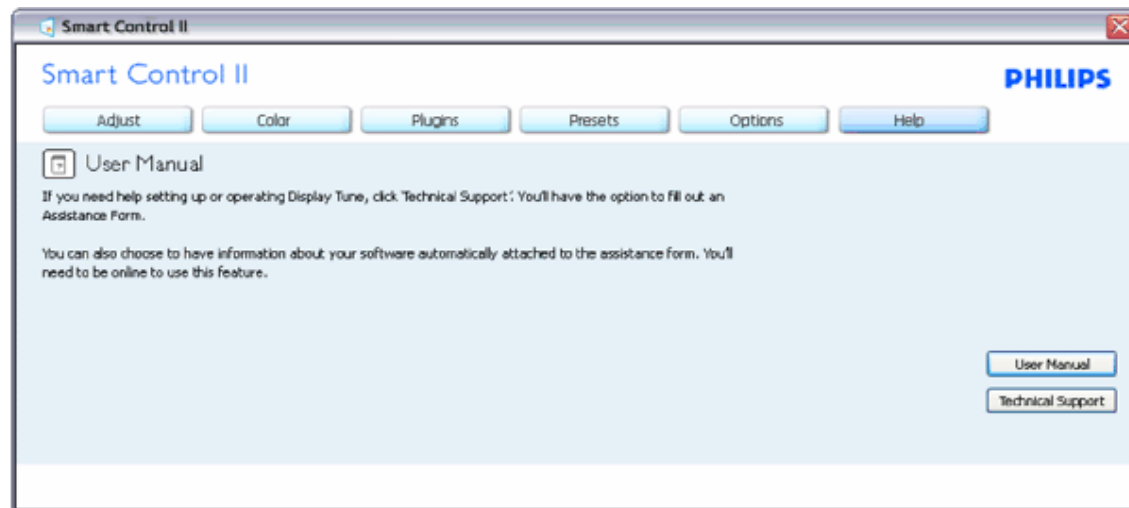 Smart Control II
Smart Control II
PHILIPS
Adjust Color Plugins Presets Options Help
User Manual
If you need help setting up or operating Display Tune, click 'Technical Support'. You'll have the option to fill out an
Assistance Form.
You can also choose to have information about your software automatically attached to the assistance form. You'll
need to be online to use this feature.
User Manual
Technical Support